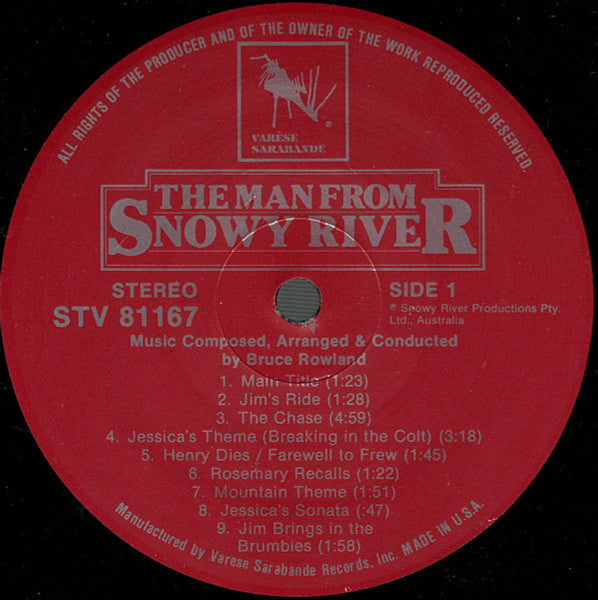 ALL RIGHTS OF THE PRODUCER AND OF THE OWNER OF THE WORK REPRODUCED RESERVED.
VARÈSE
SARABANDE
®
THE MAN FROM
SNOWY RIVER
STEREO
STV 81167
SIDE 1
℗ Snowy River Productions Pty.
Ltd., Australia
Music Composed, Arranged & Conducted
by Bruce Rowland
1. Main Title (1:23)
2. Jim's Ride (1:28)
3. The Chase (4:59)
4. Jessica's Theme (Breaking in the Colt) (3:18)
5. Henry Dies / Farewell to Frew (1:45)
6. Rosemary Recalls (1:22)
7. Mountain Theme (1:51)
8. Jessica's Sonata (:47)
9. Jim Brings in the
Brumbies (1:58)
Manufactured by Varese Sarabande Records, Inc. MADE IN U.S.A.